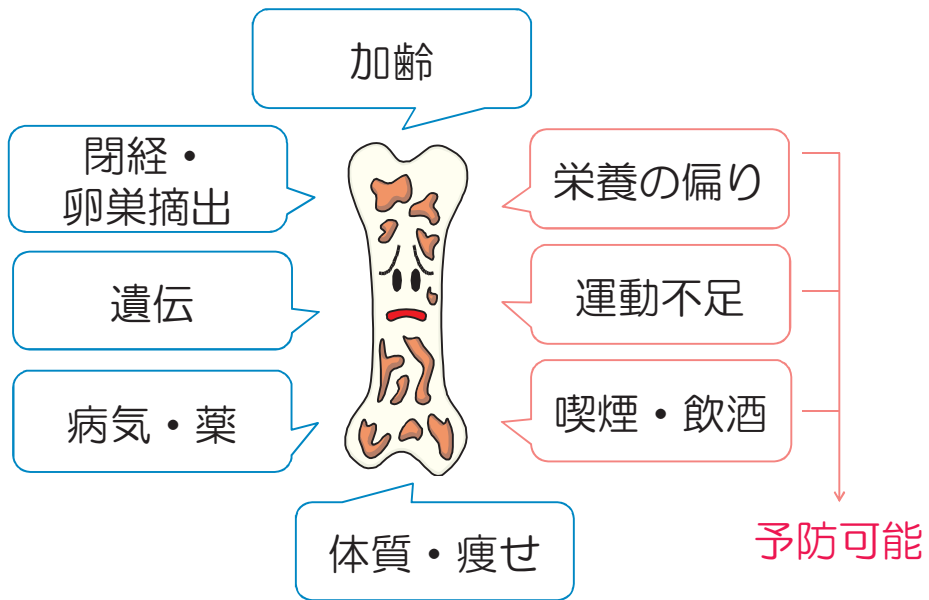 加齢
閉経・
卵巣摘出
遺伝
病気・薬
体質・痩せ
栄養の偏り
運動不足
喫煙・飲酒
予防可能